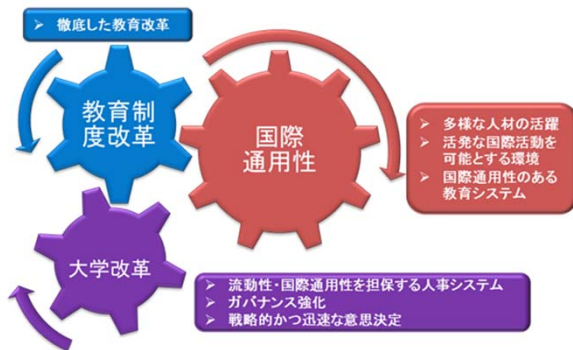 ➢ 徹底した教育改革
教育制
度改革
国際
通用性
➢ 多様な人材の活躍
➢ 活発な国際活動を
可能とする環境
➢ 国際通用性のある
教育システム
大学改革
➢ 流動性・国際通用性を担保する人事システム
➢ ガバナンス強化
➢ 戦略的かつ迅速な意思決定